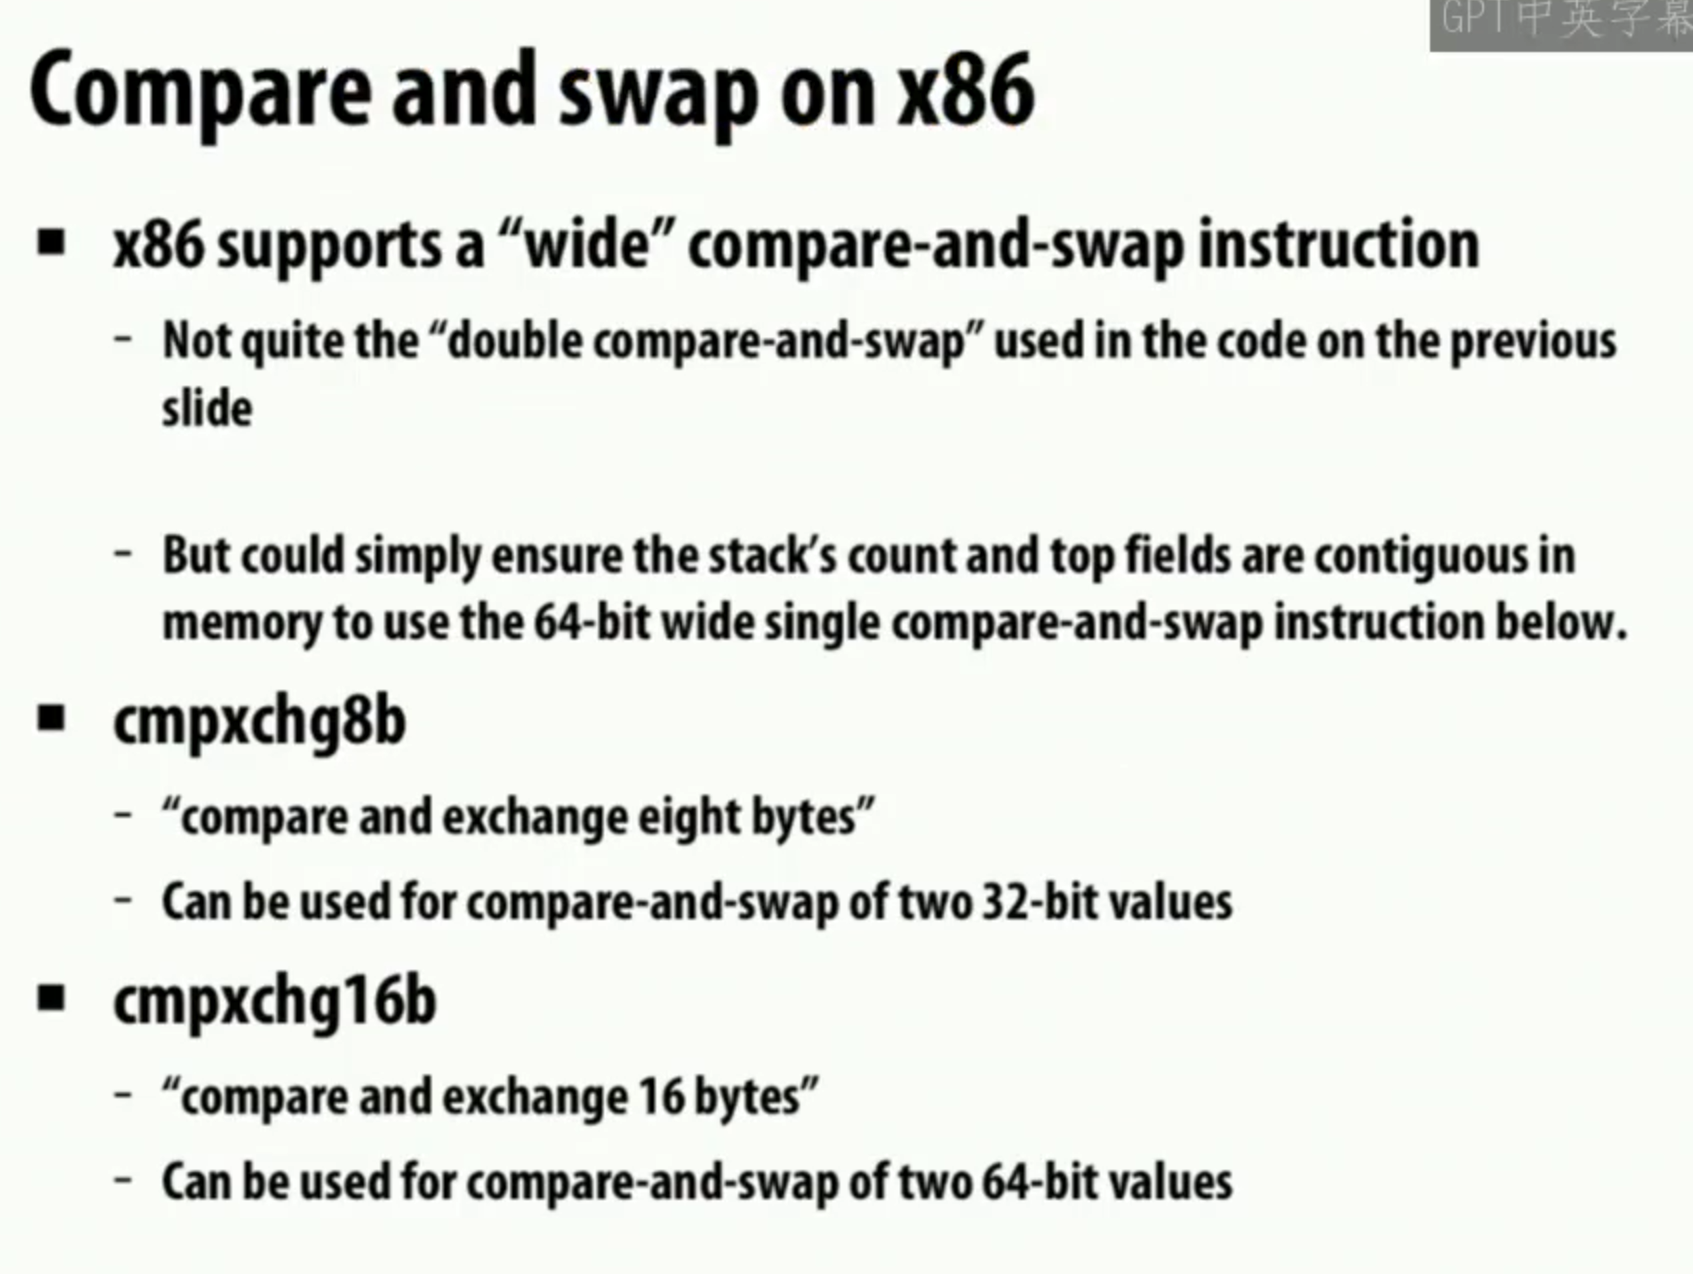 GPT中英字幕
Compare and swap on x86
■ x86 supports a “wide” compare-and-swap instruction
– Not quite the “double compare-and-swap” used in the code on the previous
slide
– But could simply ensure the stack’s count and top fields are contiguous in
memory to use the 64-bit wide single compare-and-swap instruction below.
■ cmpxchg8b
– “compare and exchange eight bytes”
– Can be used for compare-and-swap of two 32-bit values
■ cmpxchg16b
– “compare and exchange 16 bytes”
– Can be used for compare-and-swap of two 64-bit values